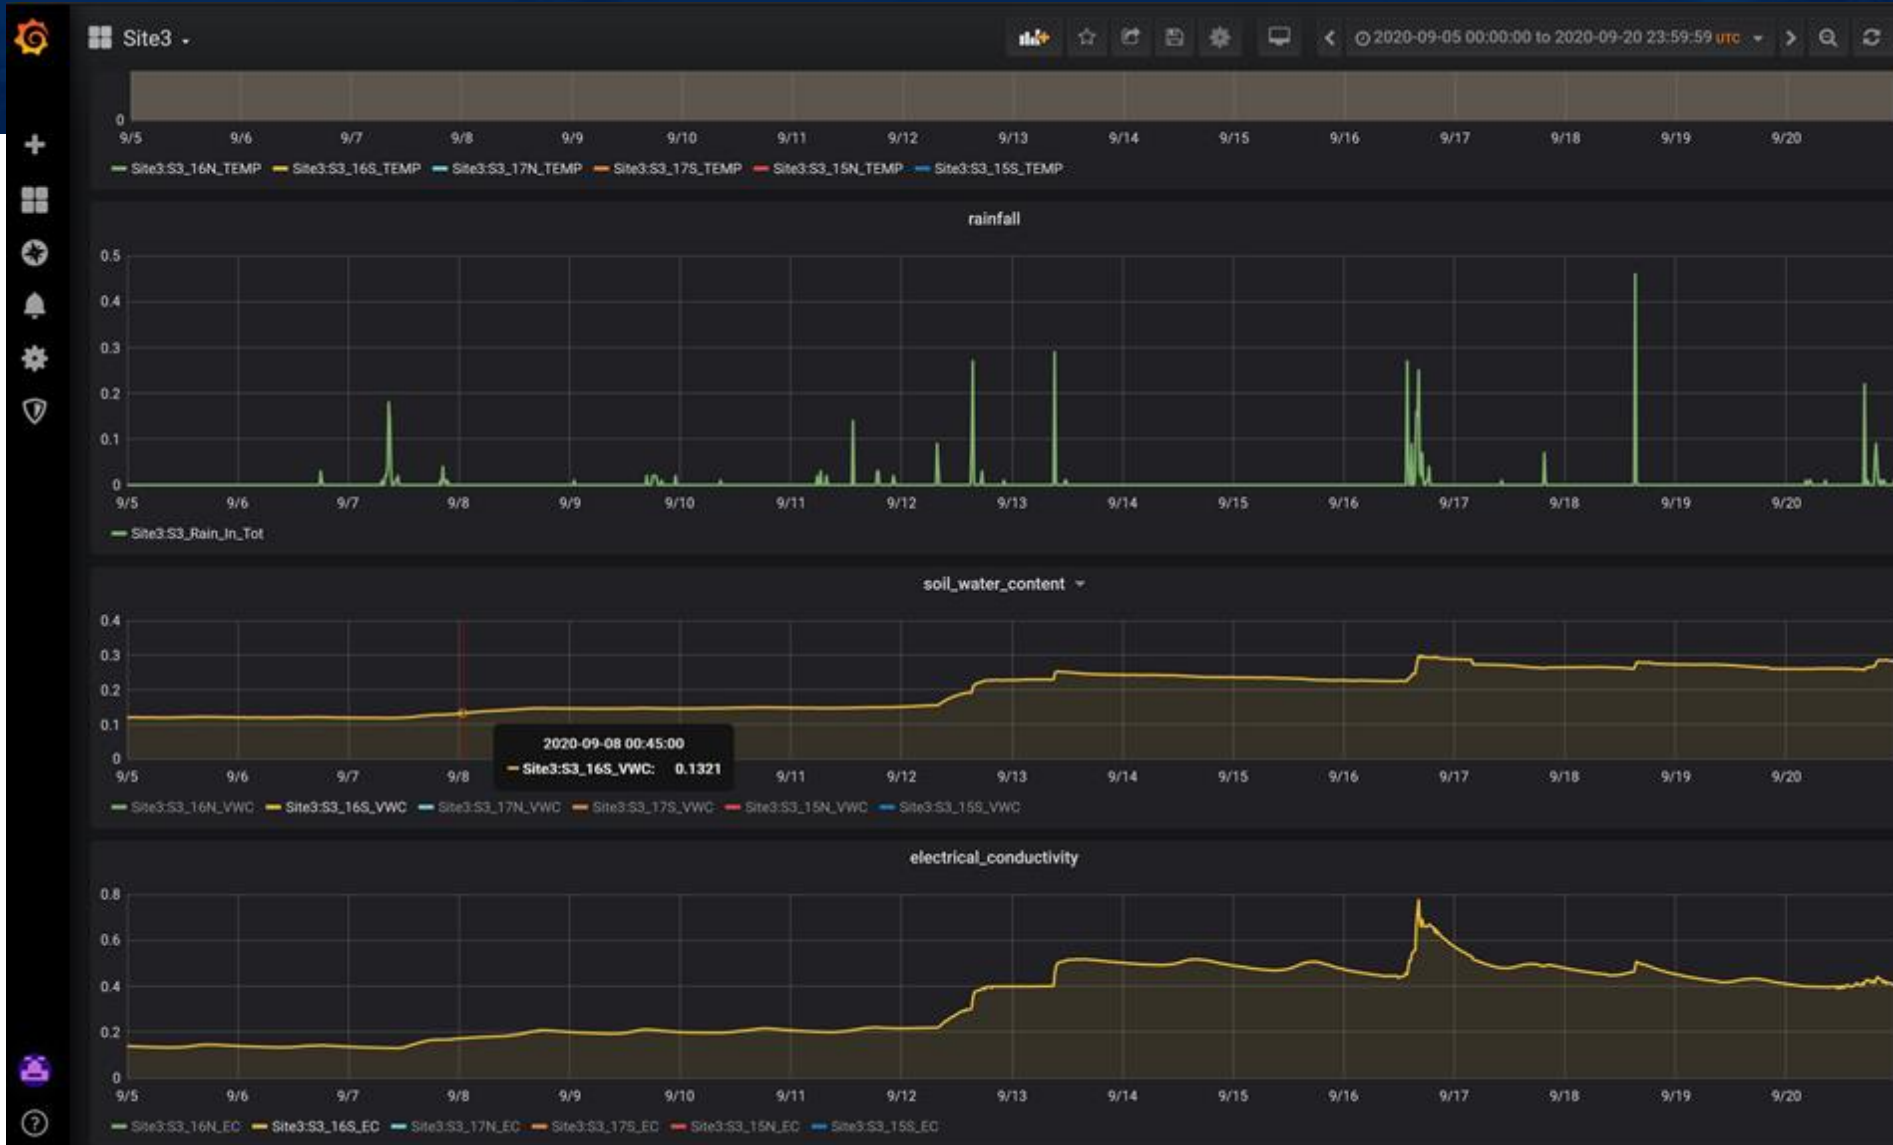 Site3
2020-09-05 00:00:00 to 2020-09-20 23:59:59 UTC
0
9/5 9/6 9/7 9/8 9/9 9/10 9/11 9/12 9/13 9/14 9/15 9/16 9/17 9/18 9/19 9/20
Site3:S3_16N_TEMP Site3:S3_16S_TEMP Site3:S3_17N_TEMP Site3:S3_17S_TEMP Site3:S3_15N_TEMP Site3:S3_15S_TEMP
rainfall
0.5
0.4
0.3
0.2
0.1
0
9/5 9/6 9/7 9/8 9/9 9/10 9/11 9/12 9/13 9/14 9/15 9/16 9/17 9/18 9/19 9/20
Site3:S3_Rain_In_Tot
soil_water_content
0.4
0.3
0.2
0.1
0
2020-09-08 00:45:00
Site3:S3_16S_VWC: 0.1321
9/5 9/6 9/7 9/8 9/11 9/12 9/13 9/14 9/15 9/16 9/17 9/18 9/19 9/20
Site3:S3_16N_VWC Site3:S3_16S_VWC Site3:S3_17N_VWC Site3:S3_17S_VWC Site3:S3_15N_VWC Site3:S3_15S_VWC
electrical_conductivity
0.8
0.6
0.4
0.2
0
9/5 9/6 9/7 9/8 9/9 9/10 9/11 9/12 9/13 9/14 9/15 9/16 9/17 9/18 9/19 9/20
Site3:S3_16N_EC Site3:S3_16S_EC Site3:S3_17N_EC Site3:S3_17S_EC Site3:S3_15N_EC Site3:S3_15S_EC